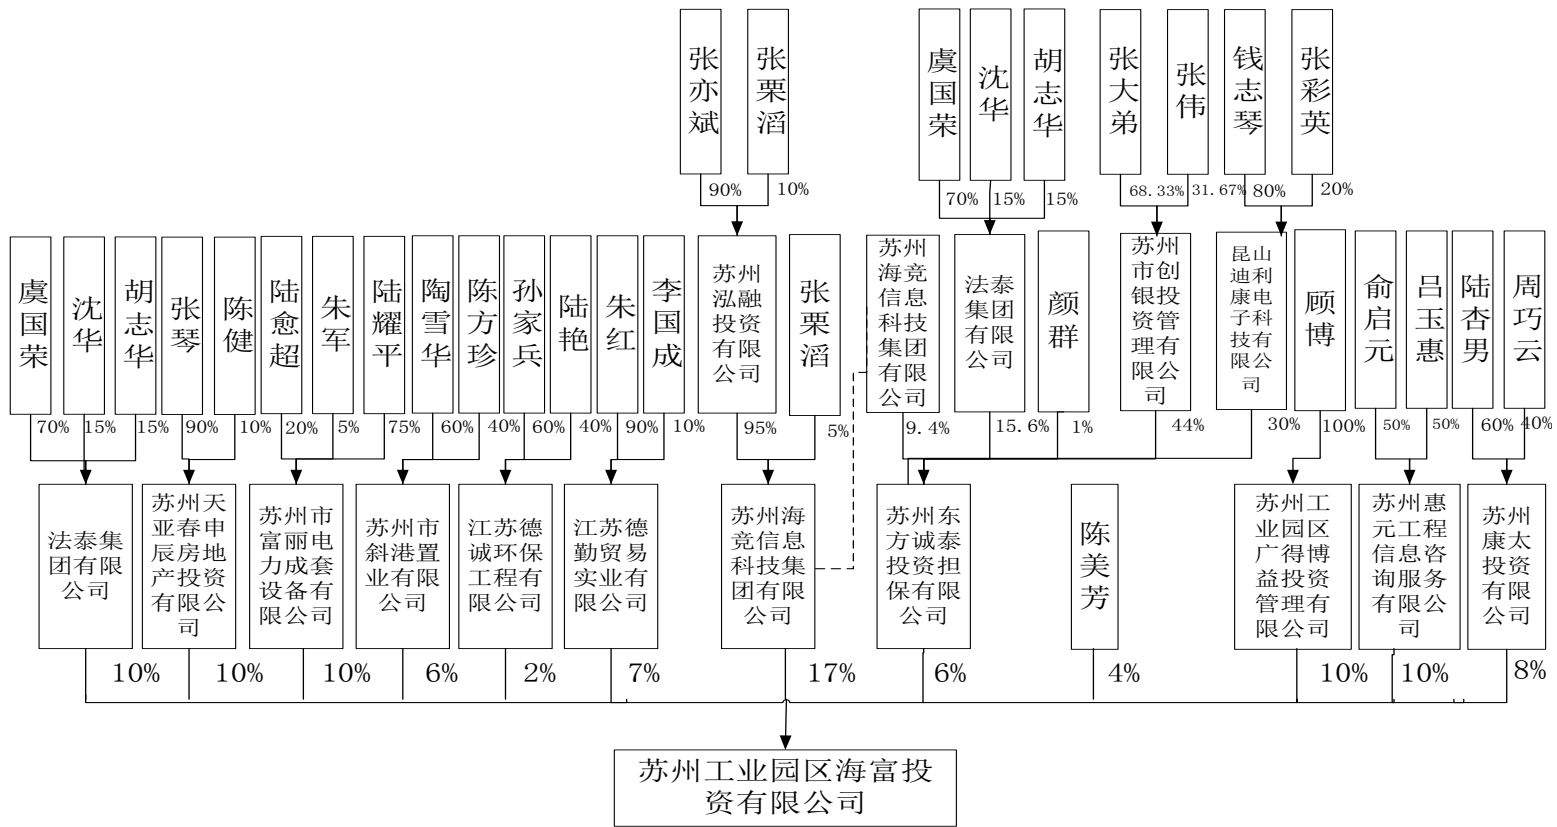 张亦斌
张栗滔
虞国荣
沈华
胡志华
张大弟
张伟
钱志琴
张彩英
90%
10%
70%
15%
15%
68.33%
31.67%
80%
20%
虞国荣
沈华
胡志华
张琴
陈健
陆愈超
朱军
陆耀平
陶雪华
陈方珍
孙家兵
陆艳
朱红
李国成
苏州
泓融
投资
有限
公司
张栗滔
苏州
海竞
信息
科技
集团
有限
公司
法泰
集团
有限
公司
颜群
苏州
市创
银投
资管
理有
限公
司
昆山
迪利
康电
子科
技有
限公
司
顾博
俞启元
吕玉惠
陆杏男
周巧云
70%
15%
15%
90%
10%
20%
5%
75%
60%
40%
60%
40%
90%
10%
95%
5%
9.4%
15.6%
1%
44%
30%
100%
50%
50%
60%
40%
法泰集
团有限
公司
苏州天
亚春申
辰房地
产投资
有限公
司
苏州市
富丽电
力成套
设备有
限公司
苏州市
斜港置
业有限
公司
江苏德
诚环保
工程有
限公司
江苏德
勤贸易
实业有
限公司
苏州海
竞信息
科技集
团有限
公司
苏州东
方诚泰
投资担
保有限
公司
陈美芳
苏州工
业园区
广得博
益投资
管理有
限公司
苏州惠
元工程
信息咨
询服务
有限公
司
苏州
康太
投资
有限
公司
10%
10%
10%
6%
2%
7%
17%
6%
4%
10%
10%
8%
苏州工业园区海富投
资有限公司